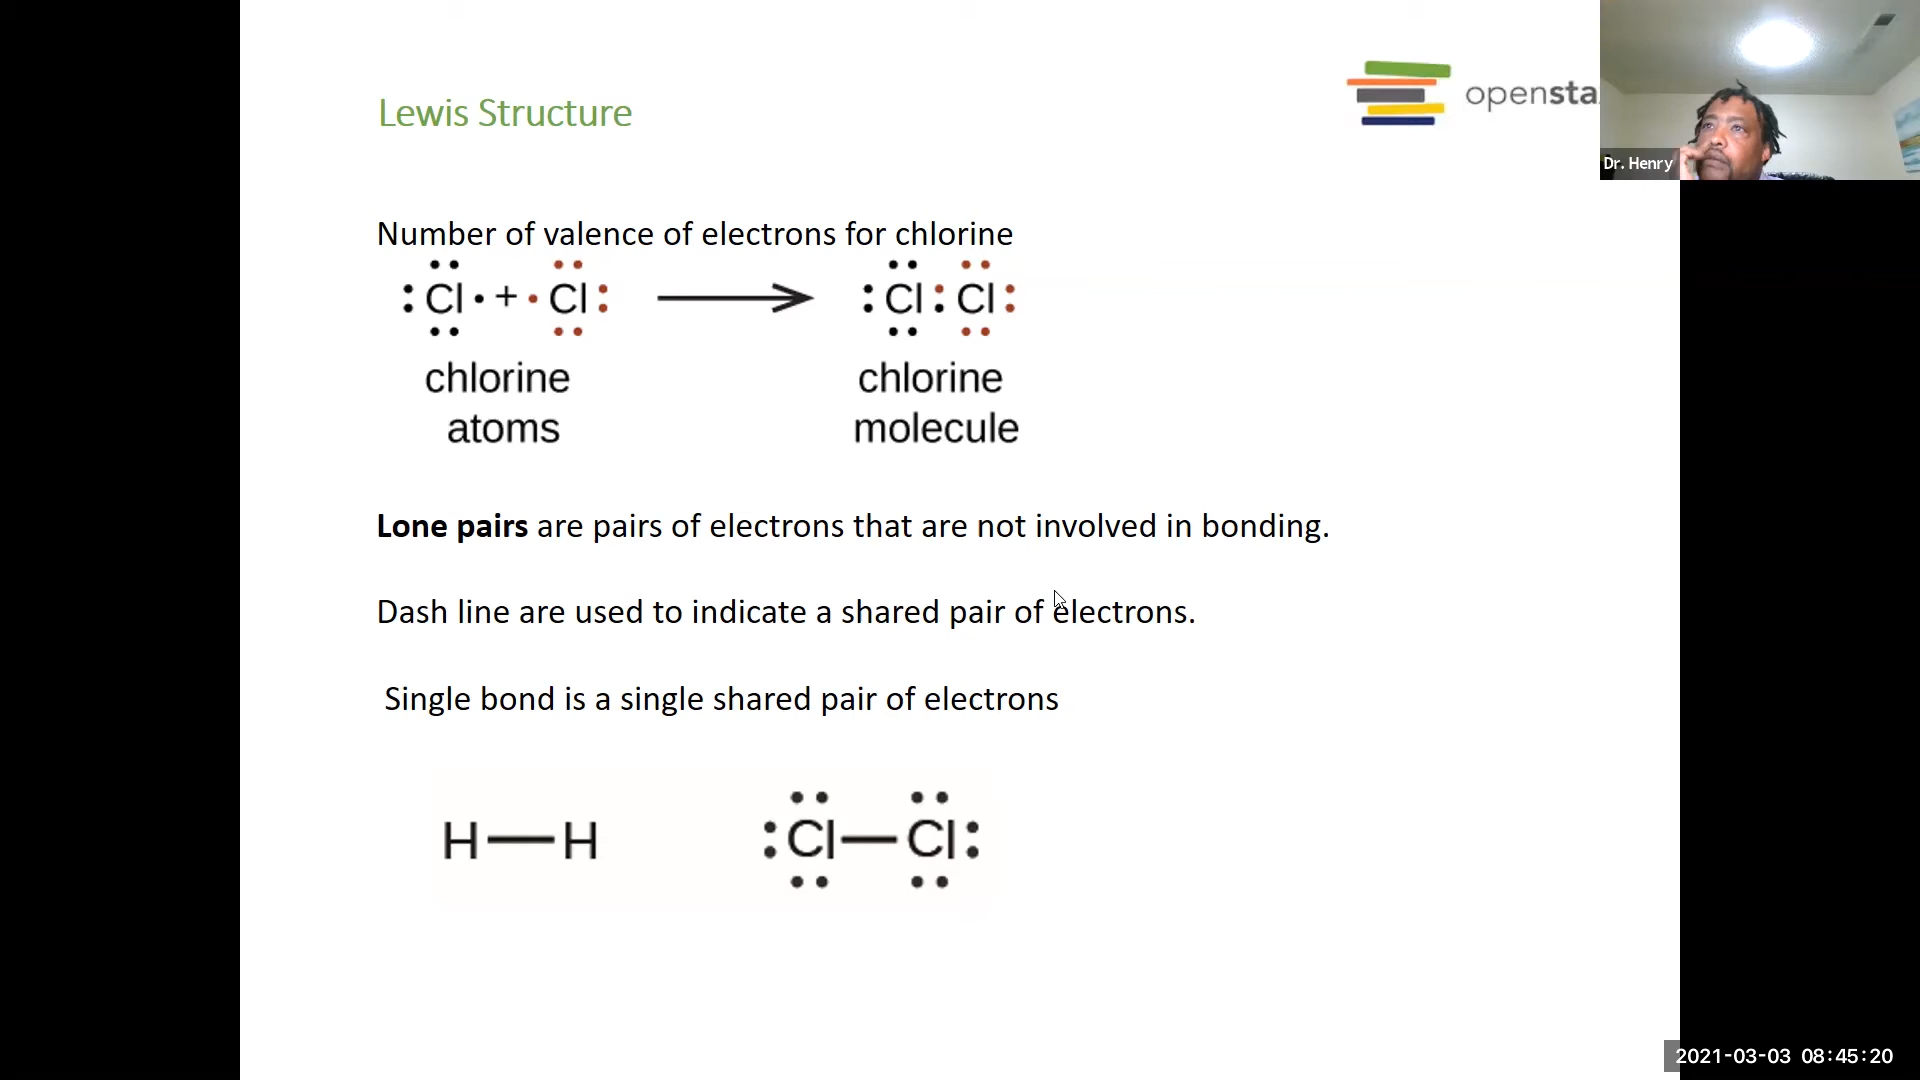 Lewis Structure
opensta
Dr. Henry
Number of valence of electrons for chlorine
Cl + Cl
Cl Cl
chlorine
atoms
chlorine
molecule
Lone pairs are pairs of electrons that are not involved in bonding.
Dash line are used to indicate a shared pair of electrons.
Single bond is a single shared pair of electrons
H—H
Cl—Cl
2021-03-03 08:45:20